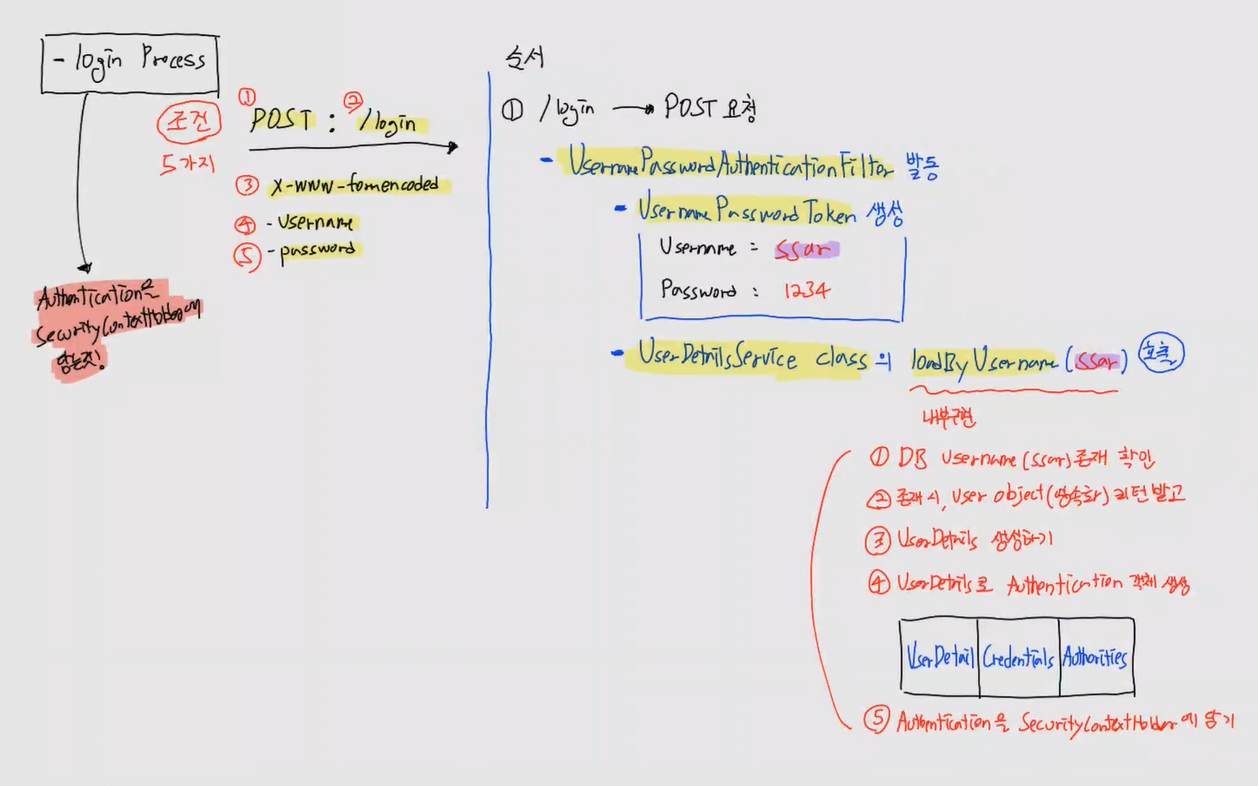 - login Process
조건
5가지
① POST : ② /login
③ x-www-fomencoded
④ - Username
⑤ - password
Authentication을
SecurityContextHolder에
담는것!
순서
① /login → POST 요청
- UsernamePasswordAuthenticationFilter 발동
- UsernamePasswordToken 생성
Username = ssar
Password : 1234
- UserDetailsService class의 loadByUsername(ssar) 호출
내부구현
① DB Username(ssar) 존재 확인
② 존재시, User object(영속화) 리턴받고
③ UserDetails 생성하기
④ UserDetails로 Authentication 객체 생성
UserDetail Credentials Authorities
⑤ Authentication을 SecurityContextHolder에 담기